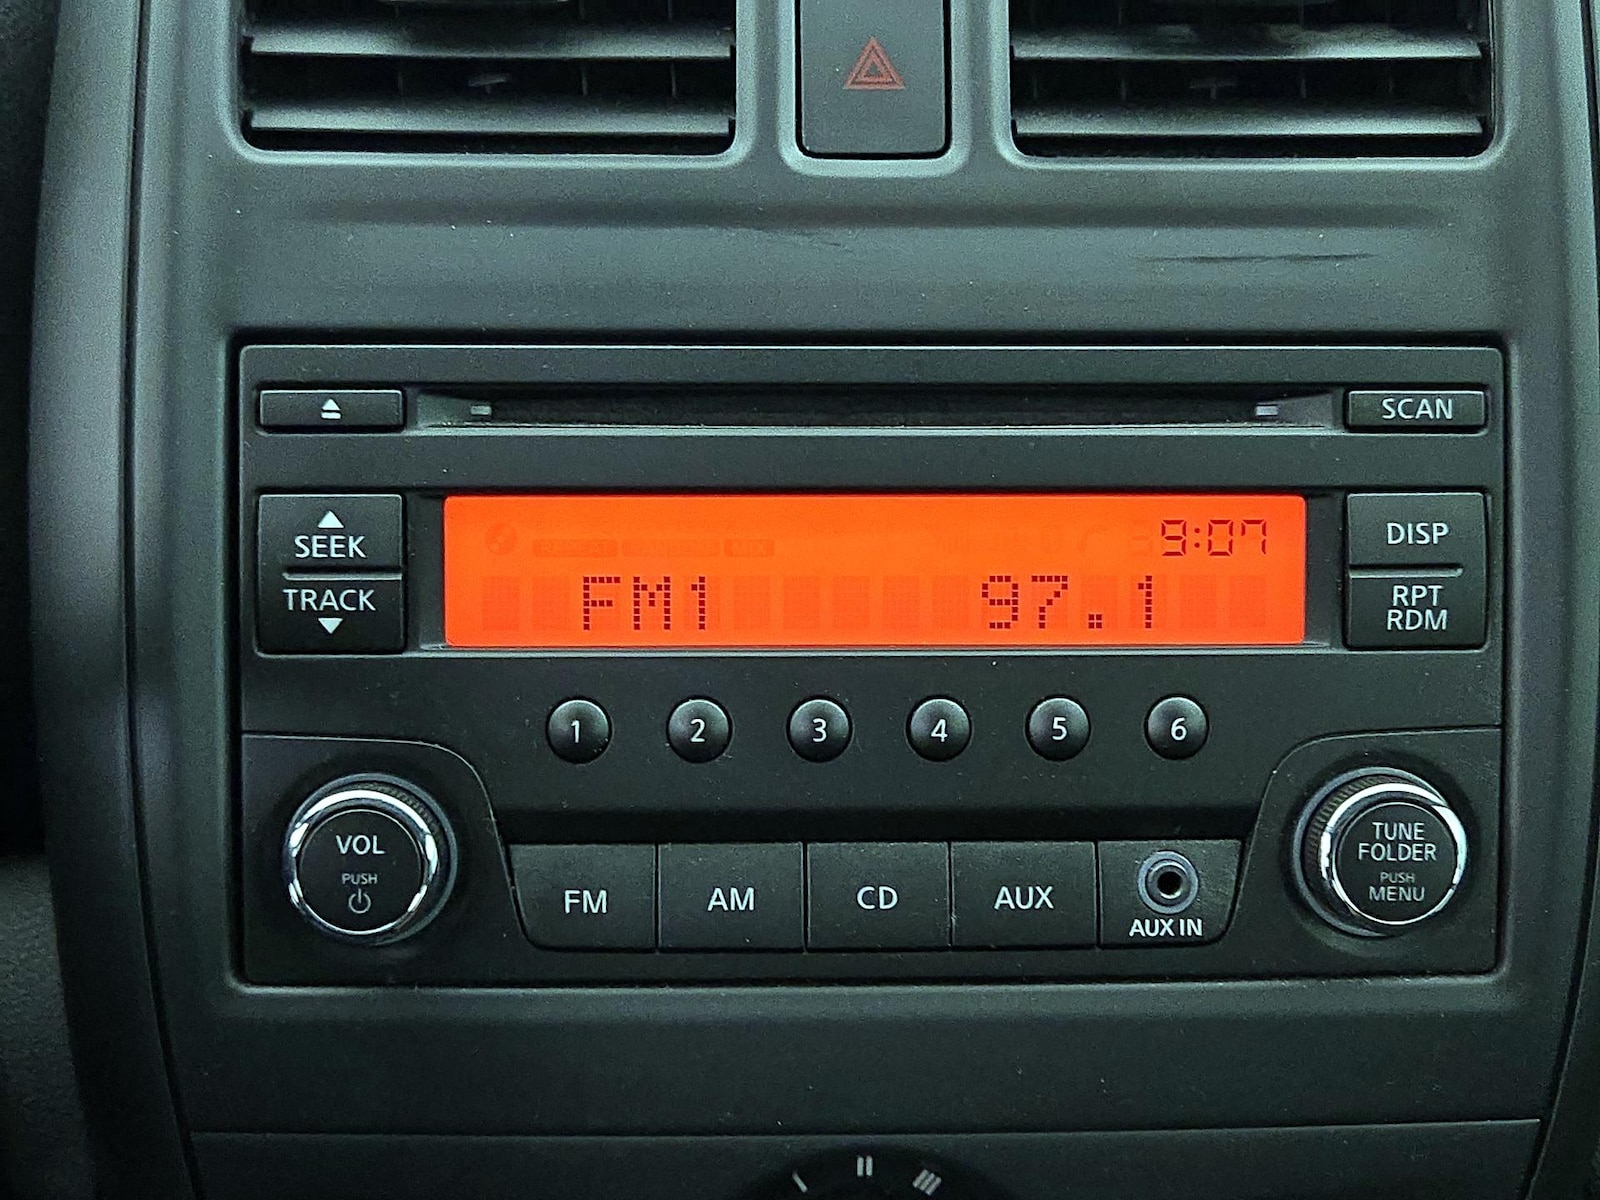 SCAN
SEEK
TRACK
9:07
FM1 97.1
DISP
RPT
RDM
1 2 3 4 5 6
VOL
PUSH
FM AM CD AUX
AUX IN
TUNE
FOLDER
PUSH
MENU